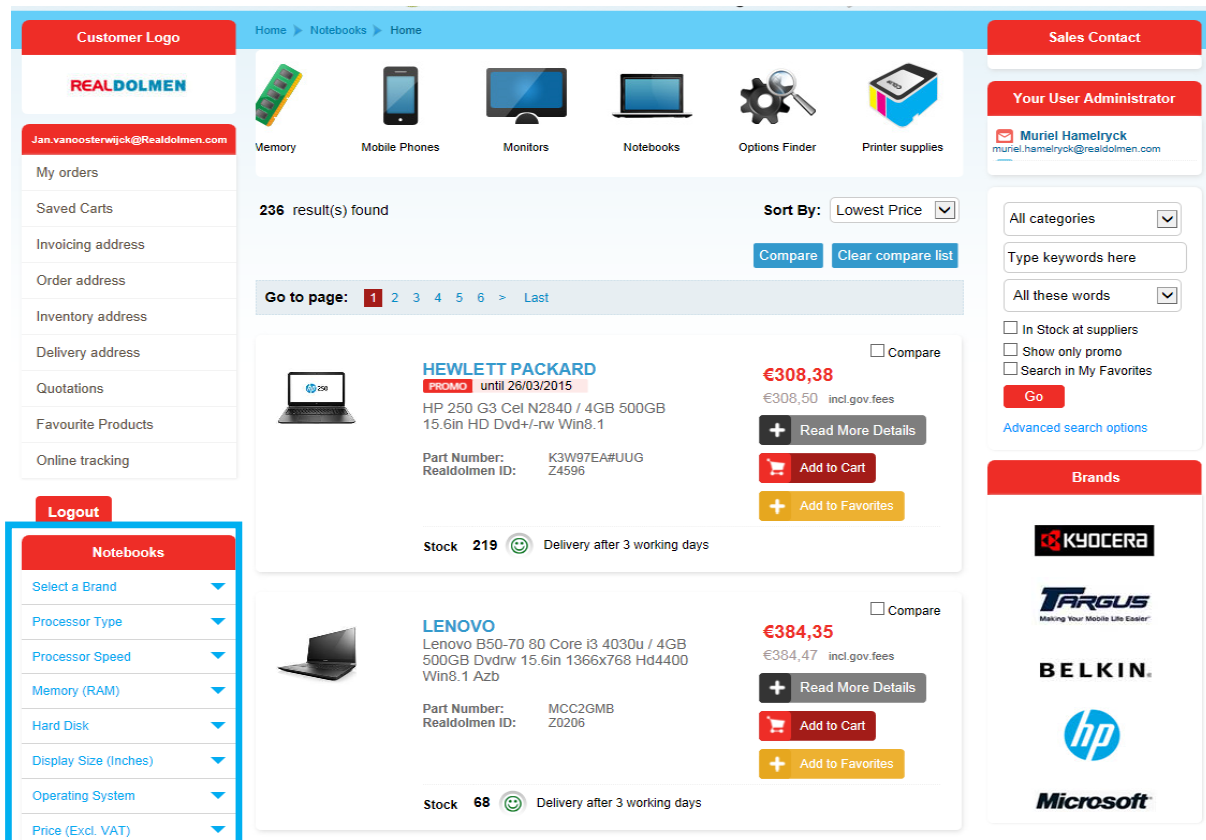 Customer Logo
REALDOLMEN
Jan.vanoosterwijck@Realdolmen.com
My orders
Saved Carts
Invoicing address
Order address
Inventory address
Delivery address
Quotations
Favourite Products
Online tracking
Logout
Notebooks
Select a Brand
Processor Type
Processor Speed
Memory (RAM)
Hard Disk
Display Size (Inches)
Operating System
Price (Excl. VAT)
Home > Notebooks > Home
Memory
Mobile Phones
Monitors
Notebooks
Options Finder
Printer supplies
236 result(s) found
Sort By: Lowest Price
Compare
Clear compare list
Go to page: 1 2 3 4 5 6 > Last
Compare
HEWLETT PACKARD
PROMO until 26/03/2015
HP 250 G3 Cel N2840 / 4GB 500GB
15.6in HD Dvd+/-rw Win8.1
Part Number: K3W97EA#UUG
Realdolmen ID: Z4596
€308,38
€308,50 incl.gov.fees
Read More Details
Add to Cart
Add to Favorites
Stock 219 Delivery after 3 working days
Compare
LENOVO
Lenovo B50-70 80 Core i3 4030u / 4GB
500GB Dvdrw 15.6in 1366x768 Hd4400
Win8.1 Azb
Part Number: MCC2GMB
Realdolmen ID: Z0206
€384,35
€384,47 incl.gov.fees
Read More Details
Add to Cart
Add to Favorites
Stock 68 Delivery after 3 working days
Sales Contact
Your User Administrator
Muriel Hamelryck
muriel.hamelryck@realdolmen.com
All categories
Type keywords here
All these words
In Stock at suppliers
Show only promo
Search in My Favorites
Go
Advanced search options
Brands
KYOCERA
TARGUS
Making Your Mobile Life Easier
BELKIN.
hp
Microsoft